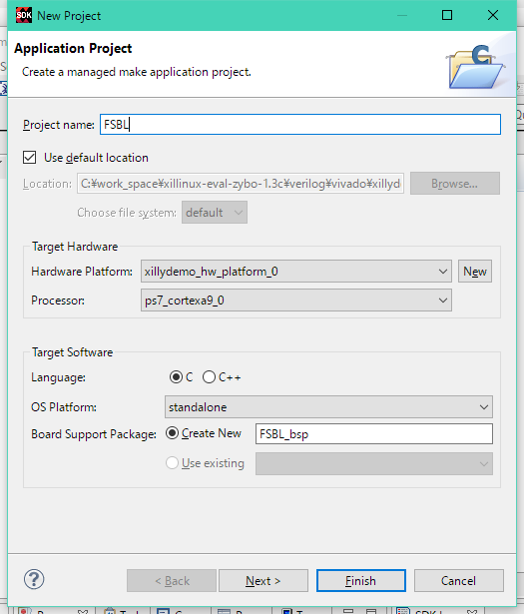 SDK New Project
Application Project
Create a managed make application project.
C
Project name: FSBL
Use default location
Location: C:¥work_space¥xillinux-eval-zybo-1.3c¥verilog¥vivado¥xillyd Browse...
Choose file system: default
Target Hardware
Hardware Platform: xillydemo_hw_platform_0 New
Processor: ps7_cortexa9_0
Target Software
Language: C C++
OS Platform: standalone
Board Support Package: Create New FSBL_bsp
Use existing
? < Back Next > Finish Cancel